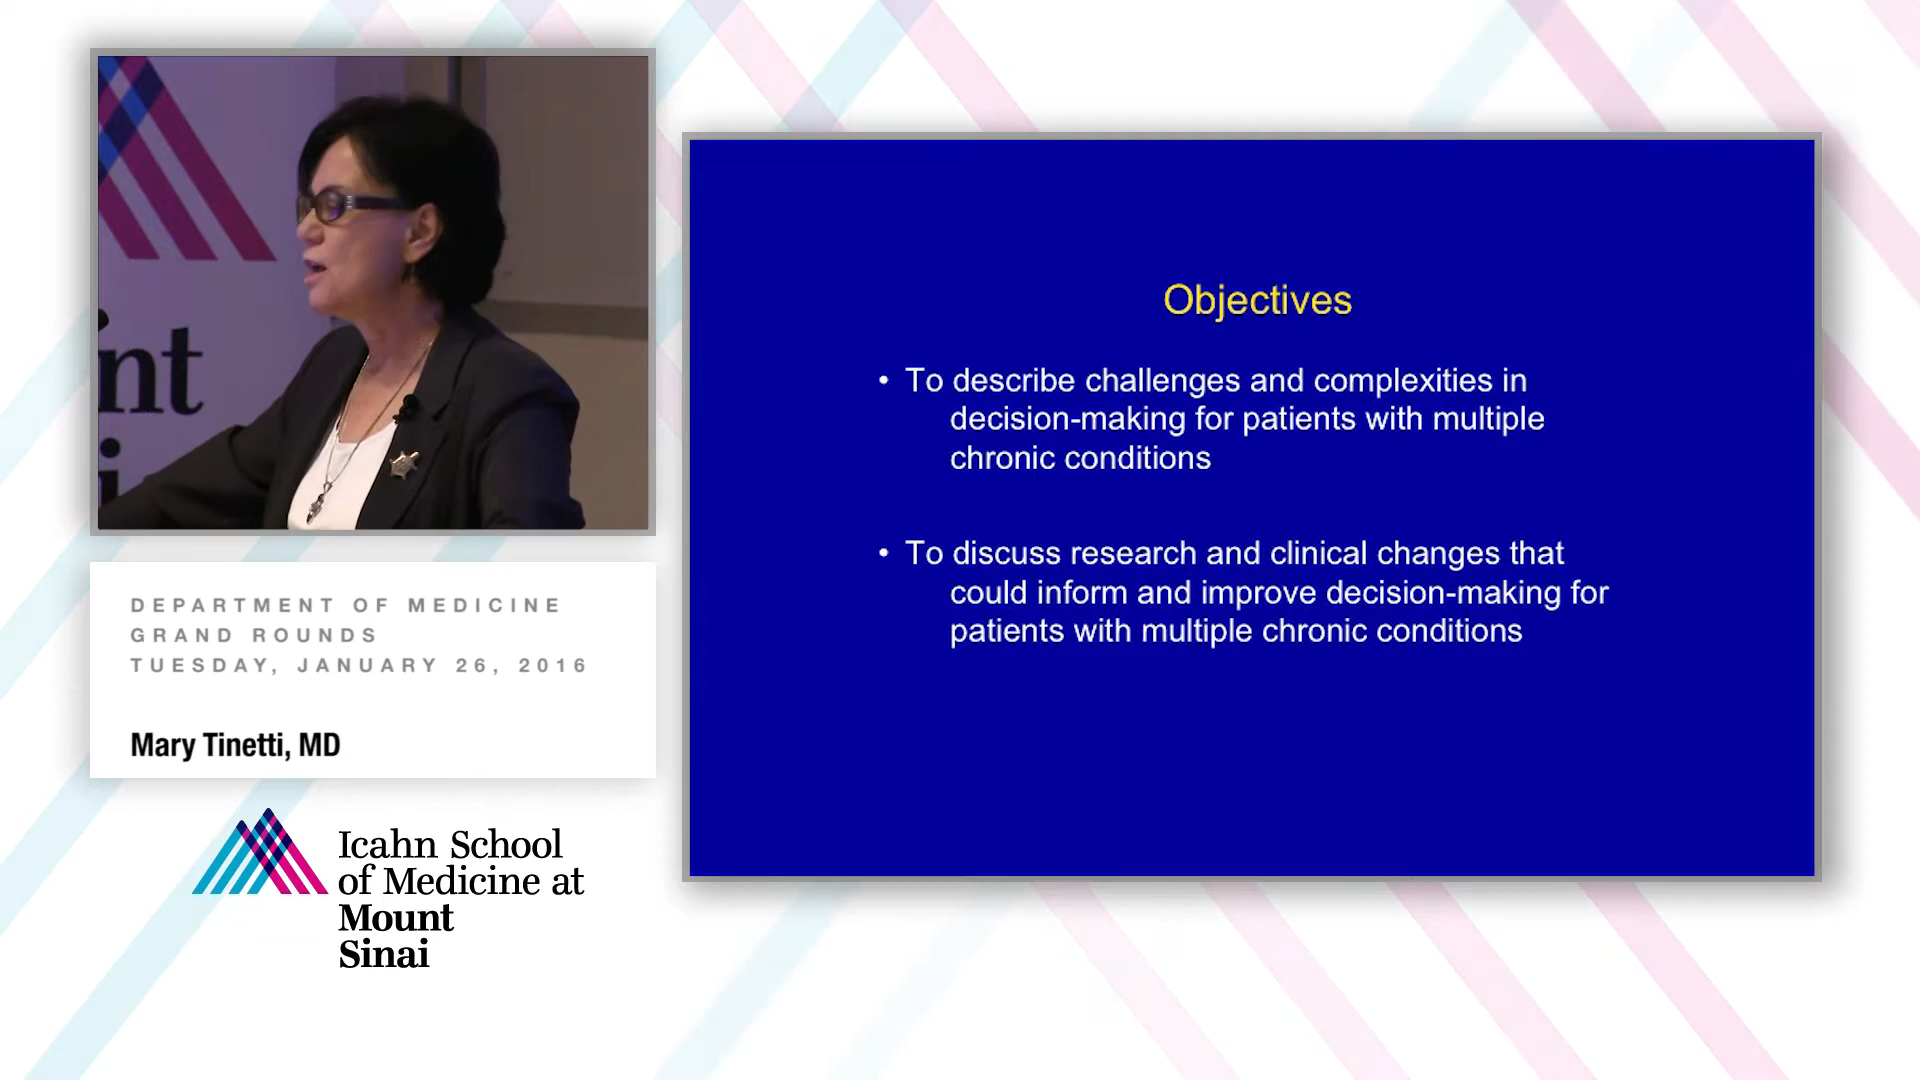 nt
i
DEPARTMENT OF MEDICINE
GRAND ROUNDS
TUESDAY, JANUARY 26, 2016
Mary Tinetti, MD
Icahn School
of Medicine at
Mount
Sinai
Objectives
• To describe challenges and complexities in
decision-making for patients with multiple
chronic conditions
• To discuss research and clinical changes that
could inform and improve decision-making for
patients with multiple chronic conditions